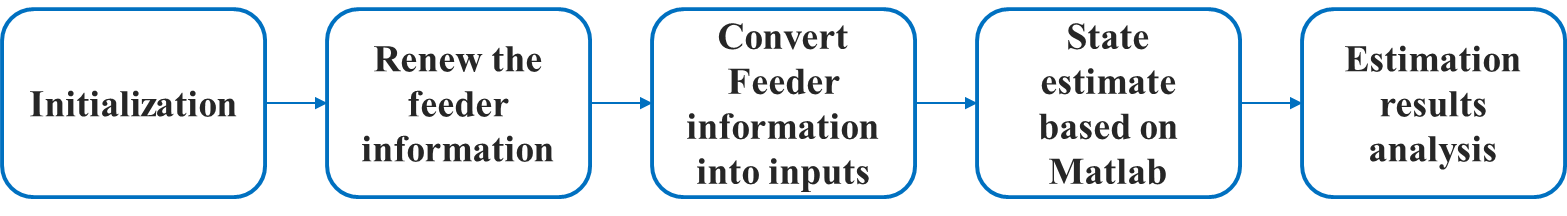 Initialization
Renew the
feeder
information
Convert
Feeder
information
into inputs
State
estimate
based on
Matlab
Estimation
results
analysis